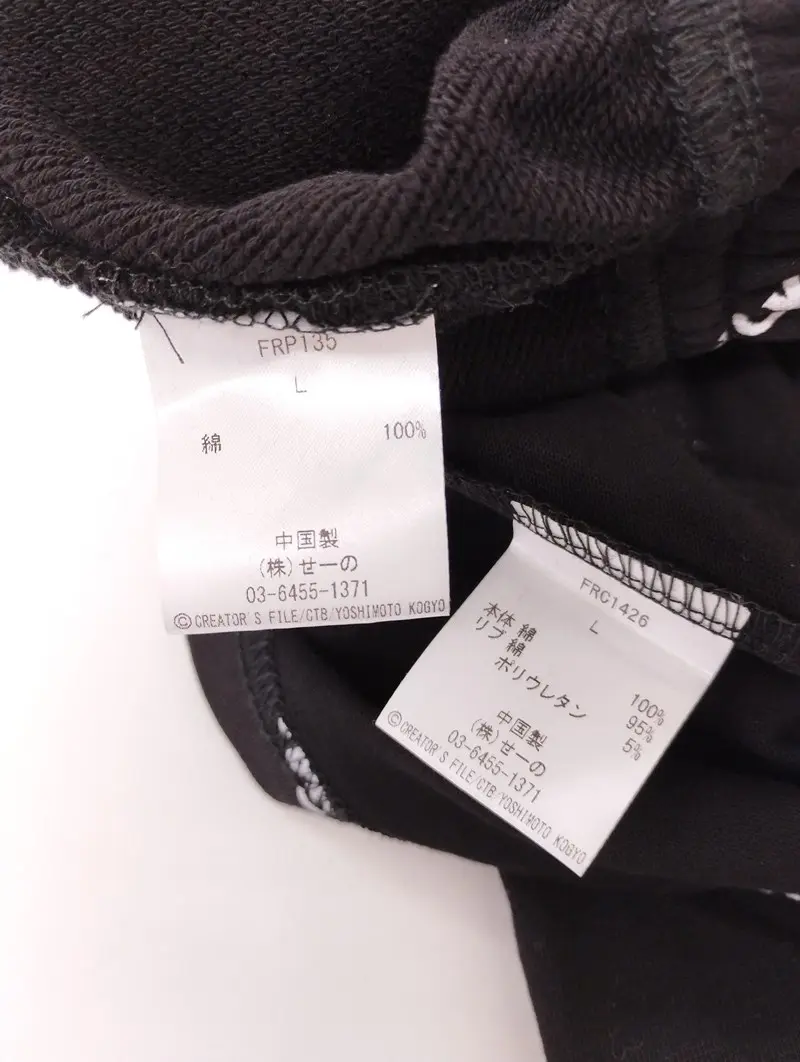 FRP135
L
綿 100%
中国製
(株)せーの
03-6455-1371
©CREATOR'S FILE/CTB/YOSHIMOTO KOGYO
FRC1426
L
本体 綿 100%
リブ 綿 95%
ポリウレタン 5%
中国製
(株)せーの
03-6455-1371
©CREATOR'S FILE/CTB/YOSHIMOTO KOGYO